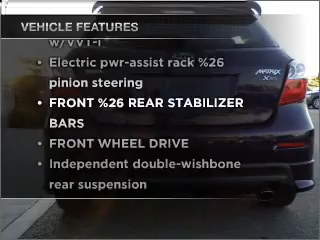 VEHICLE FEATURES
w/VVT-i
• Electric pwr-assist rack %26
pinion steering
• FRONT %26 REAR STABILIZER
BARS
• FRONT WHEEL DRIVE
• Independent double-wishbone
rear suspension
MATRIX